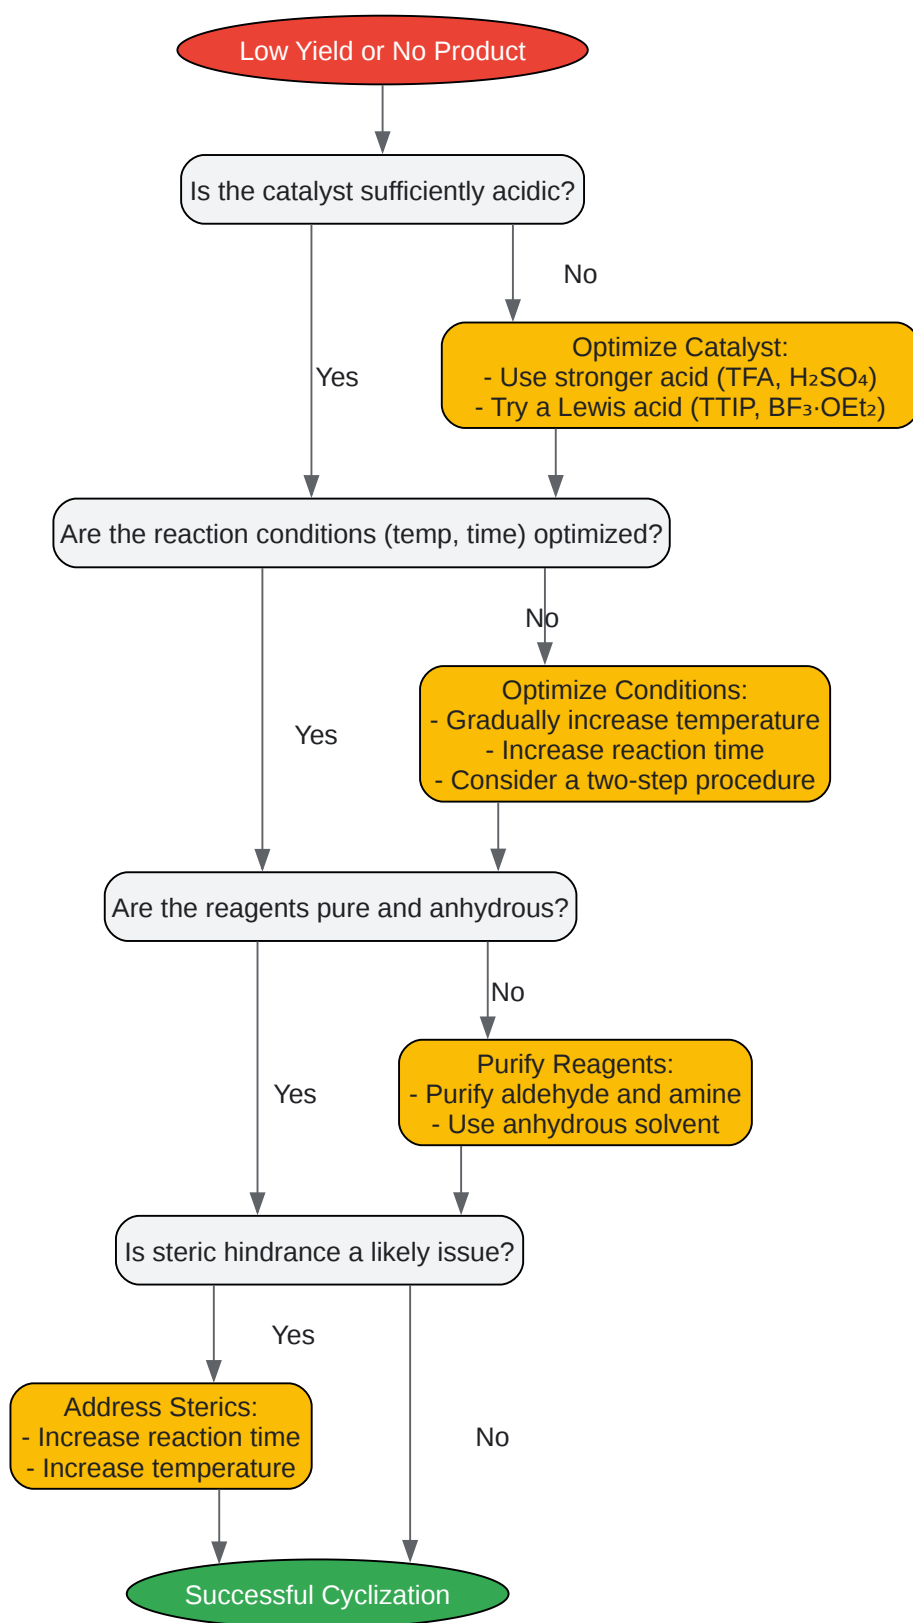 Low Yield or No Product
Is the catalyst sufficiently acidic?
No
Optimize Catalyst:
- Use stronger acid (TFA, H₂SO₄)
- Try a Lewis acid (TTIP, BF₃·OEt₂)
Yes
Are the reaction conditions (temp, time) optimized?
No
Optimize Conditions:
- Gradually increase temperature
- Increase reaction time
- Consider a two-step procedure
Yes
Are the reagents pure and anhydrous?
No
Purify Reagents:
- Purify aldehyde and amine
- Use anhydrous solvent
Yes
Is steric hindrance a likely issue?
Yes
Address Sterics:
- Increase reaction time
- Increase temperature
No
Successful Cyclization